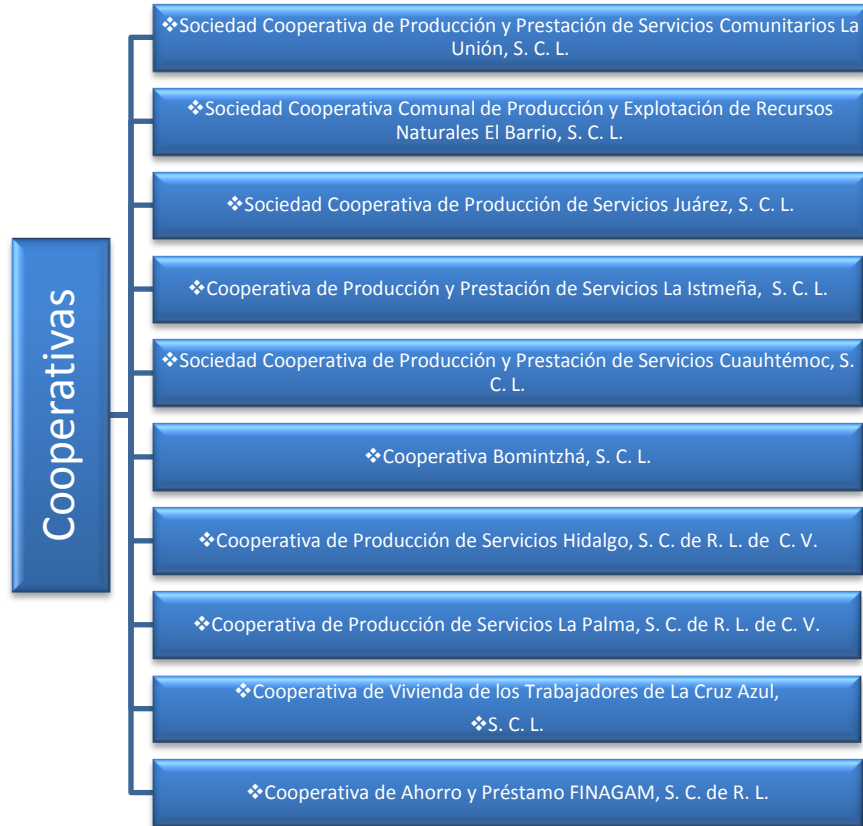 Cooperativas
❖Sociedad Cooperativa de Producción y Prestación de Servicios Comunitarios La
Unión, S. C. L.
❖Sociedad Cooperativa Comunal de Producción y Explotación de Recursos
Naturales El Barrio, S. C. L.
❖Sociedad Cooperativa de Producción de Servicios Juárez, S. C. L.
❖Cooperativa de Producción y Prestación de Servicios La Istmeña,  S. C. L.
❖Sociedad Cooperativa de Producción y Prestación de Servicios Cuauhtémoc, S.
C. L.
❖Cooperativa Bomintzhá, S. C. L.
❖Cooperativa de Producción de Servicios Hidalgo, S. C. de R. L. de  C. V.
❖Cooperativa de Producción de Servicios La Palma, S. C. de R. L. de C. V.
❖Cooperativa de Vivienda de los Trabajadores de La Cruz Azul,
❖S. C. L.
❖Cooperativa de Ahorro y Préstamo FINAGAM, S. C. de R. L.